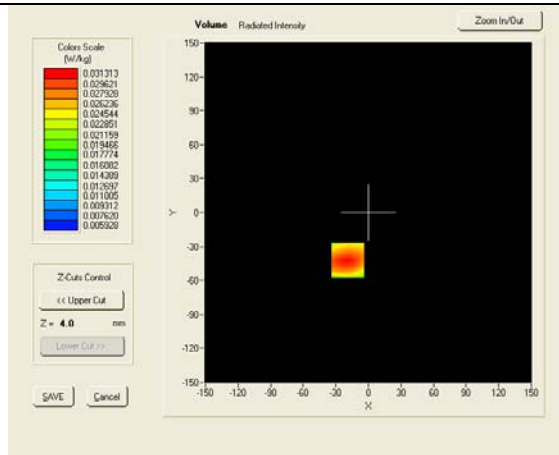 Volume Radiated Intensity
Zoom In/Out
Colors Scale
(W/kg)
0.031313
0.029621
0.027928
0.026236
0.024544
0.022851
0.021159
0.019466
0.017774
0.016082
0.014389
0.012697
0.011005
0.009312
0.007620
0.005928
Z-Cuts Control
<< Upper Cut
Z = 4.0 mm
Lower Cut >>
SAVE Cancel
150
120
90
60
30
0
-30
-60
-90
-120
-150
Y
-150 -120 -90 -60 -30 0 30 60 90 120 150
X